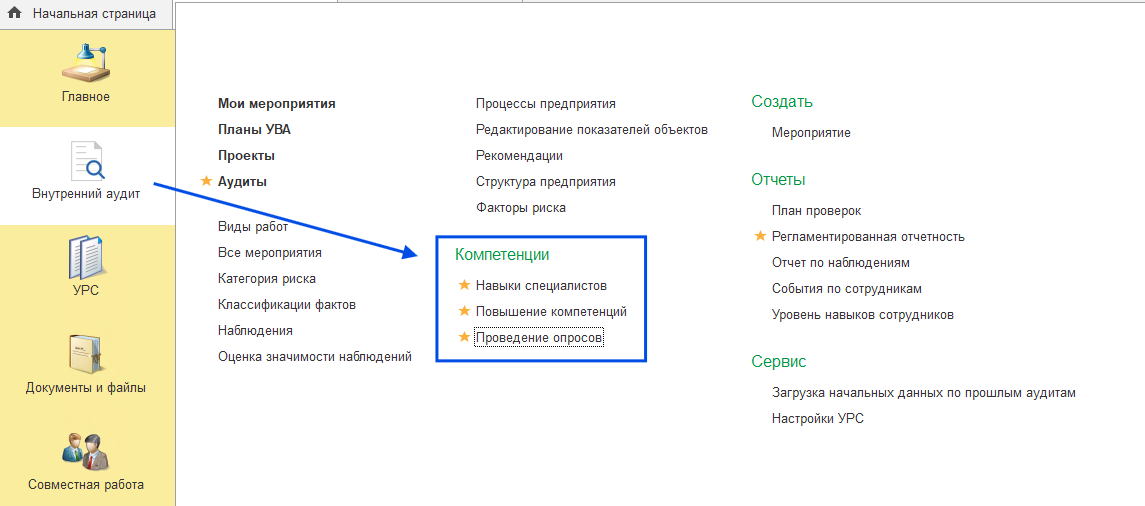 Начальная страница
Главное
Внутренний аудит
УРС
Документы и файлы
Совместная работа
Мои мероприятия
Планы УВА
Проекты
Аудиты
Виды работ
Все мероприятия
Категория риска
Классификации фактов
Наблюдения
Оценка значимости наблюдений
Процессы предприятия
Редактирование показателей объектов
Рекомендации
Структура предприятия
Факторы риска
Компетенции
Навыки специалистов
Повышение компетенций
Проведение опросов
Создать
Мероприятие
Отчеты
План проверок
Регламентированная отчетность
Отчет по наблюдениям
События по сотрудникам
Уровень навыков сотрудников
Сервис
Загрузка начальных данных по прошлым аудитам
Настройки УРС